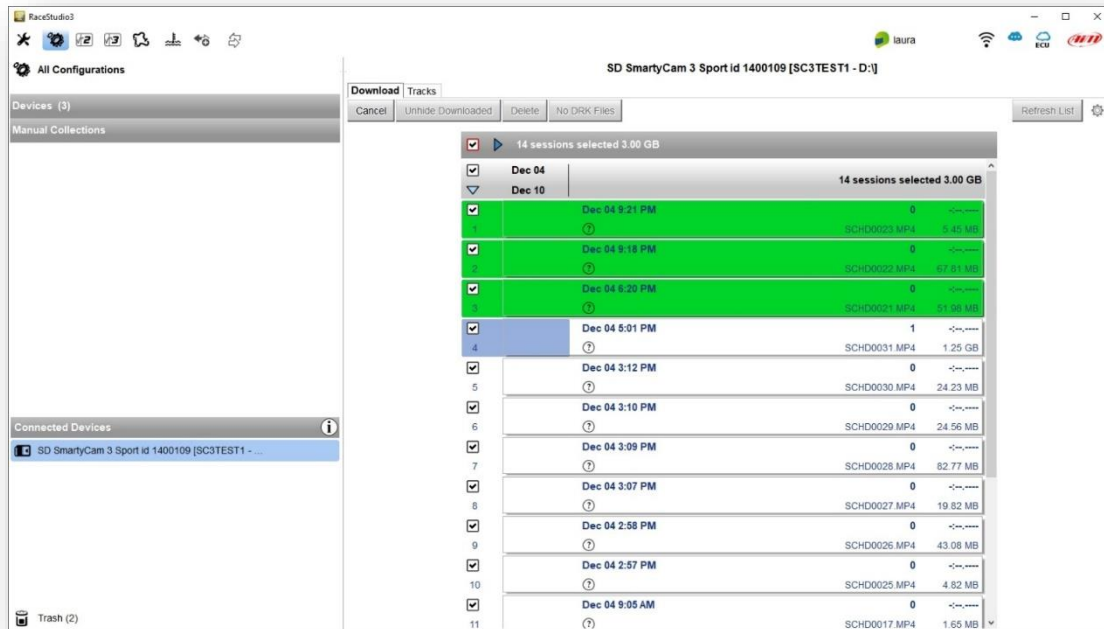 RaceStudio3
laura
ECU
AiM
All Configurations
SD SmartyCam 3 Sport id 1400109 [SC3TEST1 - D:\]
Devices (3)
Manual Collections
Download Tracks
Cancel Unhide Downloaded Delete No DRK Files Refresh List
14 sessions selected 3.00 GB
Dec 04
Dec 10
14 sessions selected 3.00 GB
Dec 04 9:21 PM 0 -:--.----
1 ? SCHD0023.MP4 5.45 MB
Dec 04 9:18 PM 0 -:--.----
2 ? SCHD0022.MP4 67.81 MB
Dec 04 6:20 PM 0 -:--.----
3 ? SCHD0021.MP4 51.96 MB
Dec 04 5:01 PM 1 -:--.----
4 ? SCHD0031.MP4 1.25 GB
Dec 04 3:12 PM 0 -:--.----
5 ? SCHD0030.MP4 24.23 MB
Dec 04 3:10 PM 0 -:--.----
6 ? SCHD0029.MP4 24.56 MB
Dec 04 3:09 PM 0 -:--.----
7 ? SCHD0028.MP4 82.77 MB
Dec 04 3:07 PM 0 -:--.----
8 ? SCHD0027.MP4 19.82 MB
Dec 04 2:58 PM 0 -:--.----
9 ? SCHD0026.MP4 43.08 MB
Dec 04 2:57 PM 0 -:--.----
10 ? SCHD0025.MP4 4.82 MB
Dec 04 9:05 AM 0 -:--.----
11 ? SCHD0017.MP4 1.65 MB
Connected Devices i
SD SmartyCam 3 Sport id 1400109 [SC3TEST1 - ...
Trash (2)